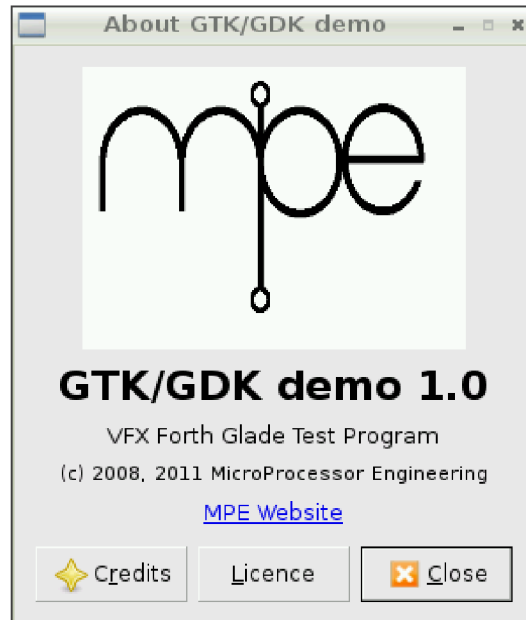 About GTK/GDK demo
mpe
GTK/GDK demo 1.0
VFX Forth Glade Test Program
(c) 2008, 2011 MicroProcessor Engineering
MPE Website
Credits Licence Close